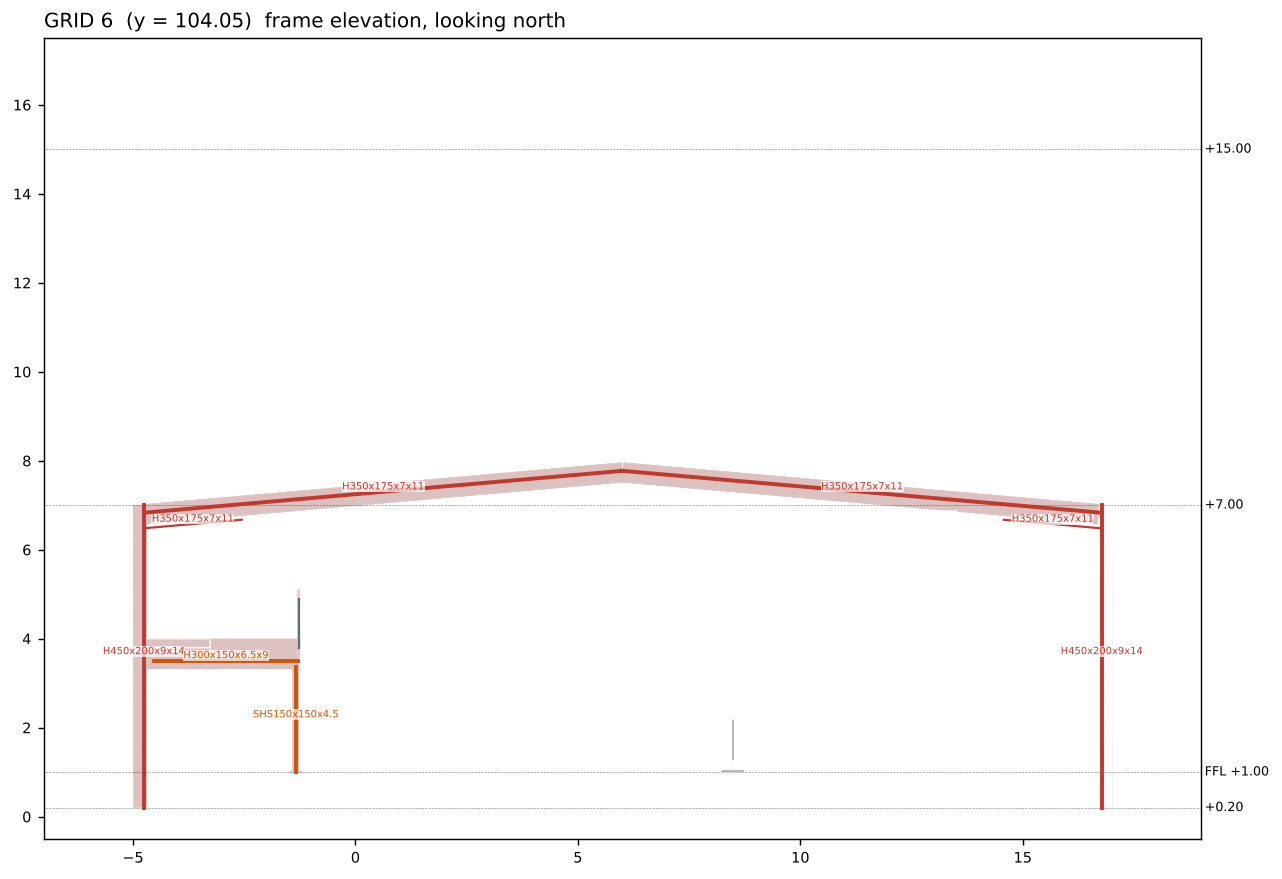 GRID 6  (y = 104.05)  frame elevation, looking north
16
+15.00
14
12
10
8
H350x175x7x11
H350x175x7x11
+7.00
H350x175x7x11
H350x175x7x11
6
4
H450x200x9x14
H300x150x6.5x9
H450x200x9x14
SHS150x150x4.5
2
FFL +1.00
+0.20
0
−5
0
5
10
15